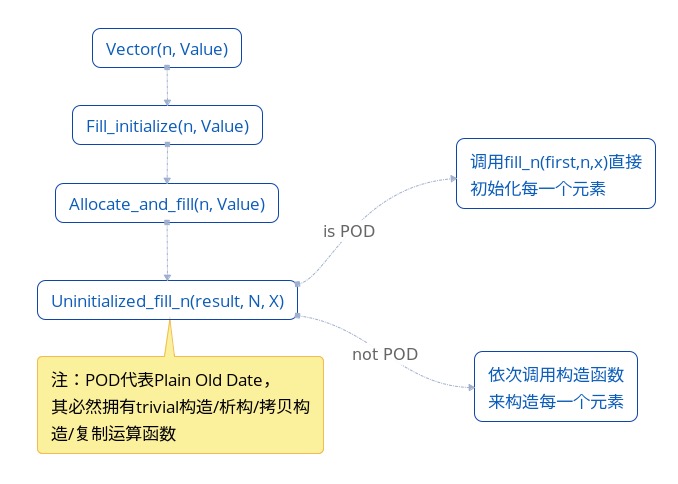 Vector(n, Value)
Fill_initialize(n, Value)
调用fill_n(first,n,x)直接
初始化每一个元素
Allocate_and_fill(n, Value)
is POD
Uninitialized_fill_n(result, N, X)
not POD
注：POD代表Plain Old Date，
其必然拥有trivial构造/析构/拷贝构
造/复制运算函数
依次调用构造函数
来构造每一个元素